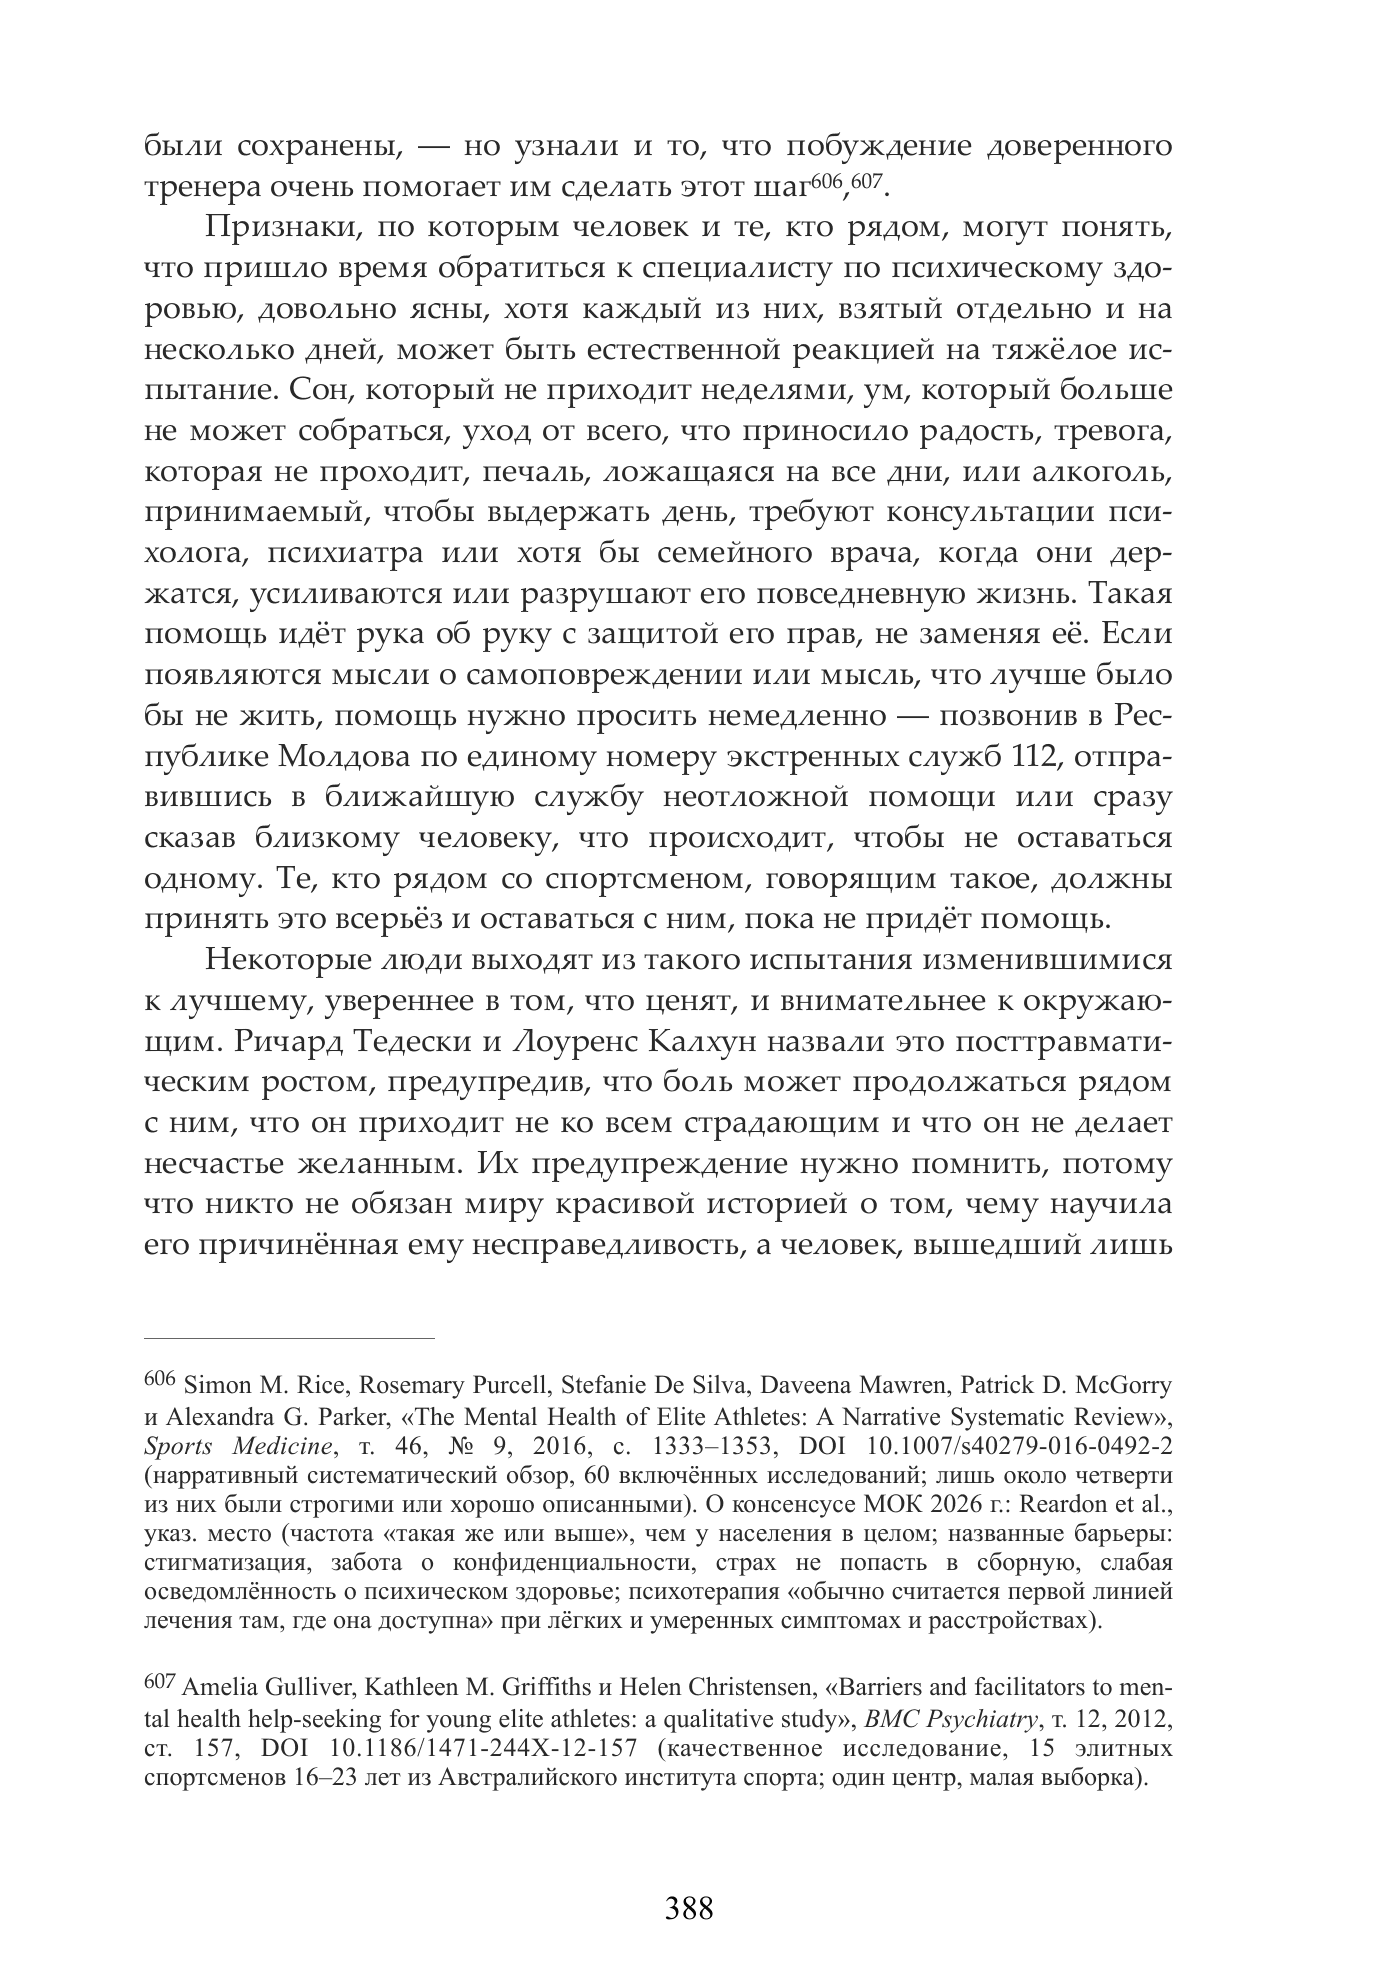 были сохранены, — но узнали и то, что побуждение доверенного
тренера очень помогает им сделать этот шаг606,607.
Признаки, по которым человек и те, кто рядом, могут понять,
что пришло время обратиться к специалисту по психическому здо-
ровью, довольно ясны, хотя каждый из них, взятый отдельно и на
несколько дней, может быть естественной реакцией на тяжёлое ис-
пытание. Сон, который не приходит неделями, ум, который больше
не может собраться, уход от всего, что приносило радость, тревога,
которая не проходит, печаль, ложащаяся на все дни, или алкоголь,
принимаемый, чтобы выдержать день, требуют консультации пси-
холога, психиатра или хотя бы семейного врача, когда они дер-
жатся, усиливаются или разрушают его повседневную жизнь. Такая
помощь идёт рука об руку с защитой его прав, не заменяя её. Если
появляются мысли о самоповреждении или мысль, что лучше было
бы не жить, помощь нужно просить немедленно — позвонив в Рес-
публике Молдова по единому номеру экстренных служб 112, отпра-
вившись в ближайшую службу неотложной помощи или сразу
сказав близкому человеку, что происходит, чтобы не оставаться
одному. Те, кто рядом со спортсменом, говорящим такое, должны
принять это всерьёз и оставаться с ним, пока не придёт помощь.
Некоторые люди выходят из такого испытания изменившимися
к лучшему, увереннее в том, что ценят, и внимательнее к окружаю-
щим. Ричард Тедески и Лоуренс Калхун назвали это посттравмати-
ческим ростом, предупредив, что боль может продолжаться рядом
с ним, что он приходит не ко всем страдающим и что он не делает
несчастье желанным. Их предупреждение нужно помнить, потому
что никто не обязан миру красивой историей о том, чему научила
его причинённая ему несправедливость, а человек, вышедший лишь
606 Simon M. Rice, Rosemary Purcell, Stefanie De Silva, Daveena Mawren, Patrick D. McGorry
и Alexandra G. Parker, «The Mental Health of Elite Athletes: A Narrative Systematic Review»,
Sports Medicine, т. 46, № 9, 2016, с. 1333–1353, DOI 10.1007/s40279-016-0492-2
(нарративный систематический обзор, 60 включённых исследований; лишь около четверти
из них были строгими или хорошо описанными). О консенсусе МОК 2026 г.: Reardon et al.,
указ. место (частота «такая же или выше», чем у населения в целом; названные барьеры:
стигматизация, забота о конфиденциальности, страх не попасть в сборную, слабая
осведомлённость о психическом здоровье; психотерапия «обычно считается первой линией
лечения там, где она доступна» при лёгких и умеренных симптомах и расстройствах).
607 Amelia Gulliver, Kathleen M. Griffiths и Helen Christensen, «Barriers and facilitators to men-
tal health help-seeking for young elite athletes: a qualitative study», BMC Psychiatry, т. 12, 2012,
ст. 157, DOI 10.1186/1471-244X-12-157 (качественное исследование, 15 элитных
спортсменов 16–23 лет из Австралийского института спорта; один центр, малая выборка).
388